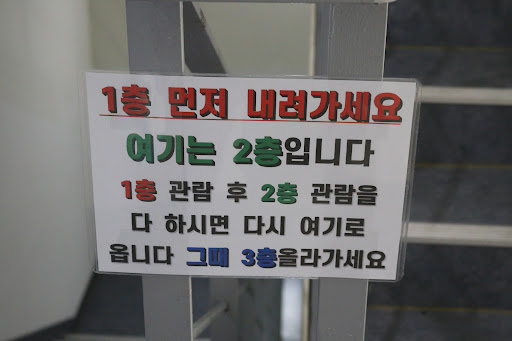 1층 먼저 내려가세요
여기는 2층입니다
1층 관람 후 2층 관람을
다 하시면 다시 여기로
옵니다 그때 3층올라가세요